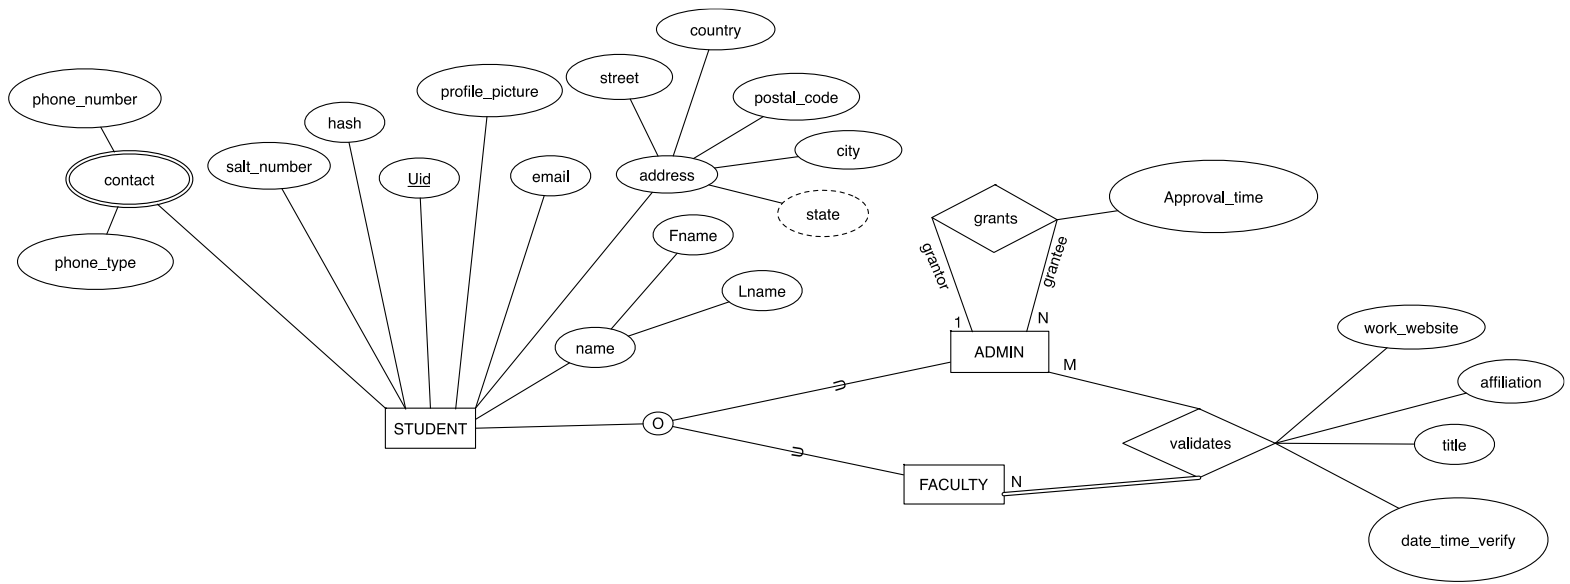 country
street
profile_picture
phone_number
postal_code
hash
city
salt_number
Uid
email
address
contact
state
grants
Approval_time
Fname
phone_type
grantor
grantee
Lname
1
N
work_website
name
ADMIN
M
affiliation
STUDENT
O
U
U
validates
title
FACULTY
N
date_time_verify